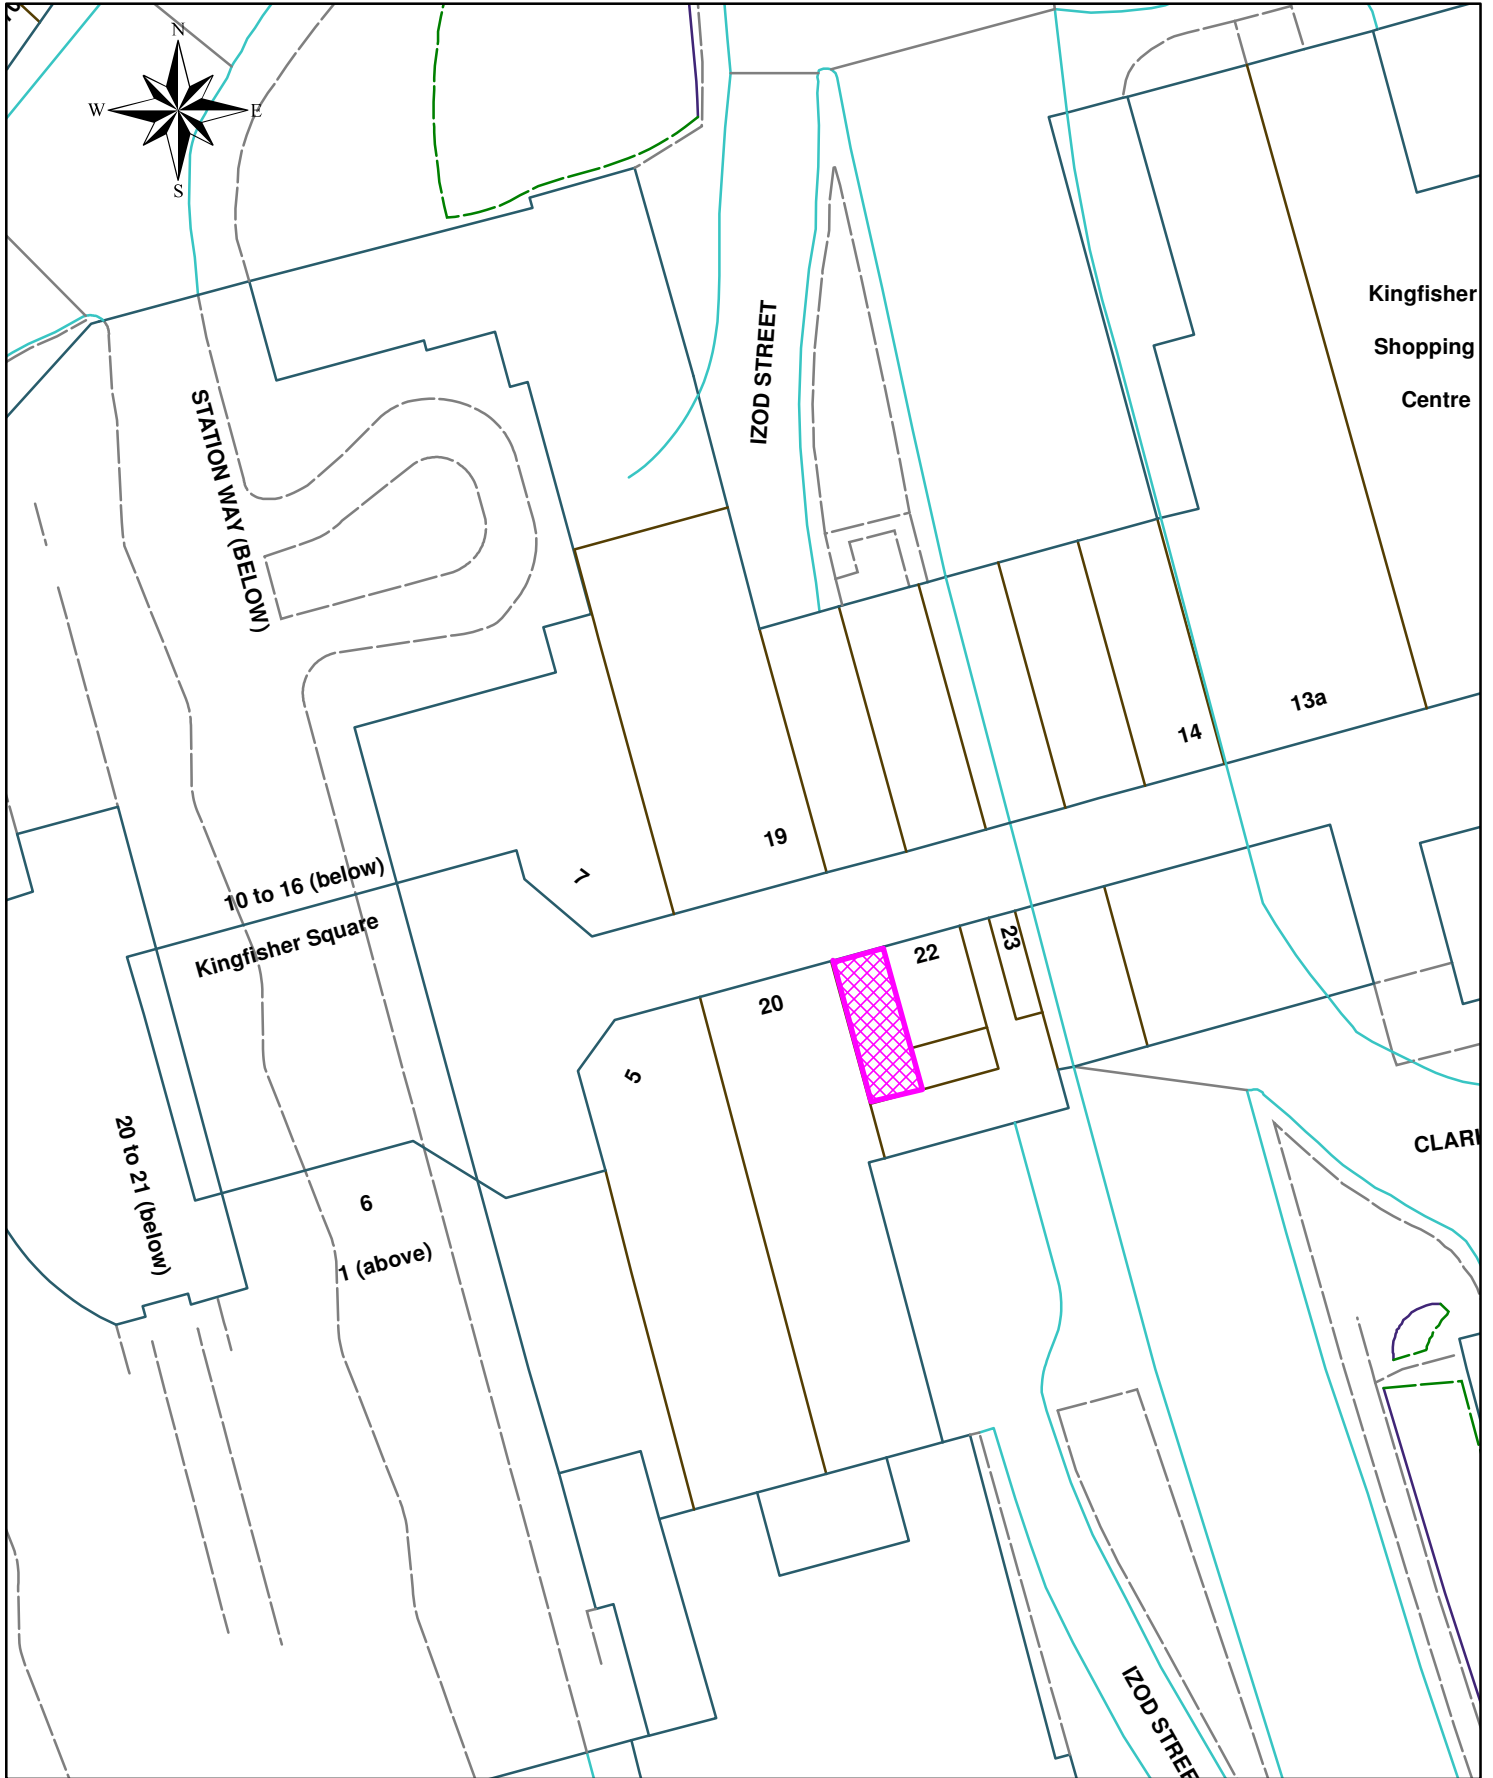 N
W
E
S
Kingfisher
Shopping
Centre
IZOD STREET
STATION WAY (BELOW)
13a
14
19
7
10 to 16 (below)
Kingfisher Square
22
23
20
5
20 to 21 (below)
CLARK
6
1 (above)
IZOD STREE